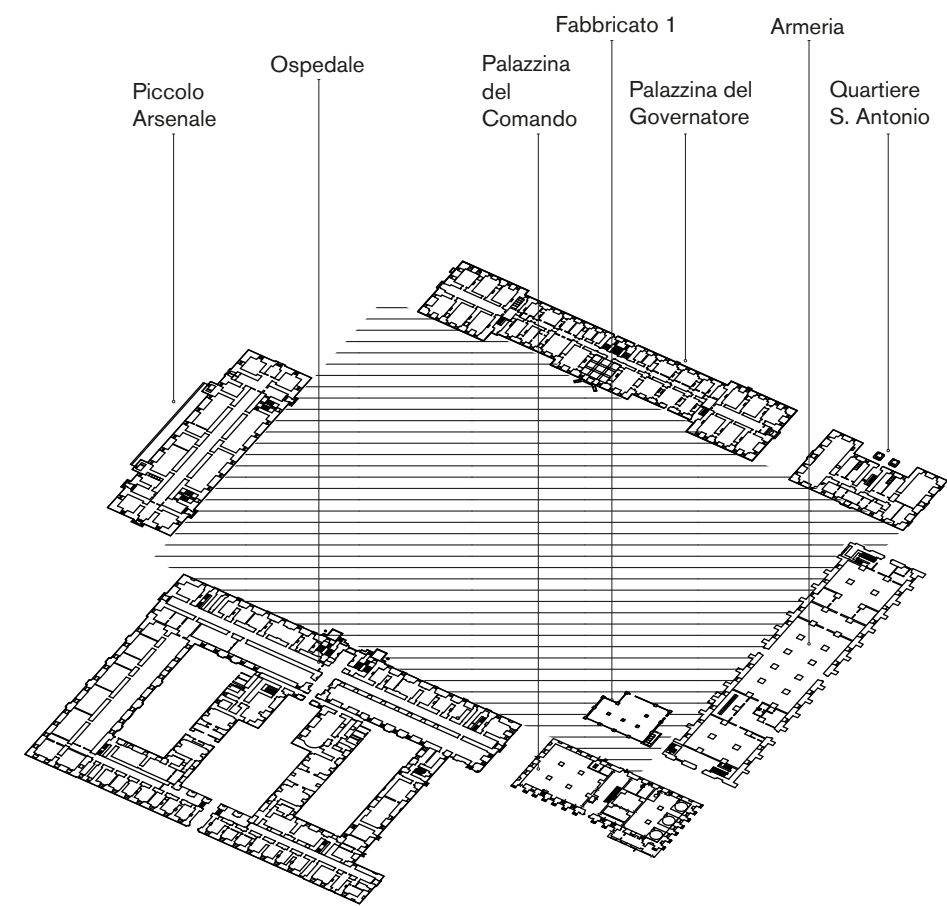 Fabbricato 1
Armeria
Ospedale
Palazzina
del
Comando
Piccolo
Arsenale
Palazzina del
Governatore
Quartiere
S. Antonio